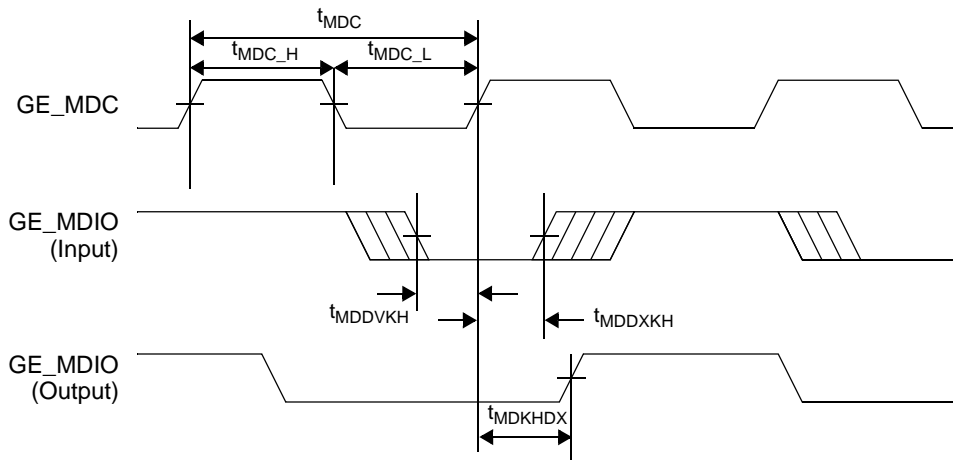 tMDC
tMDC_H
tMDC_L
GE_MDC
GE_MDIO
(Input)
tMDDVKH
tMDDXKH
GE_MDIO
(Output)
tMDKHDX